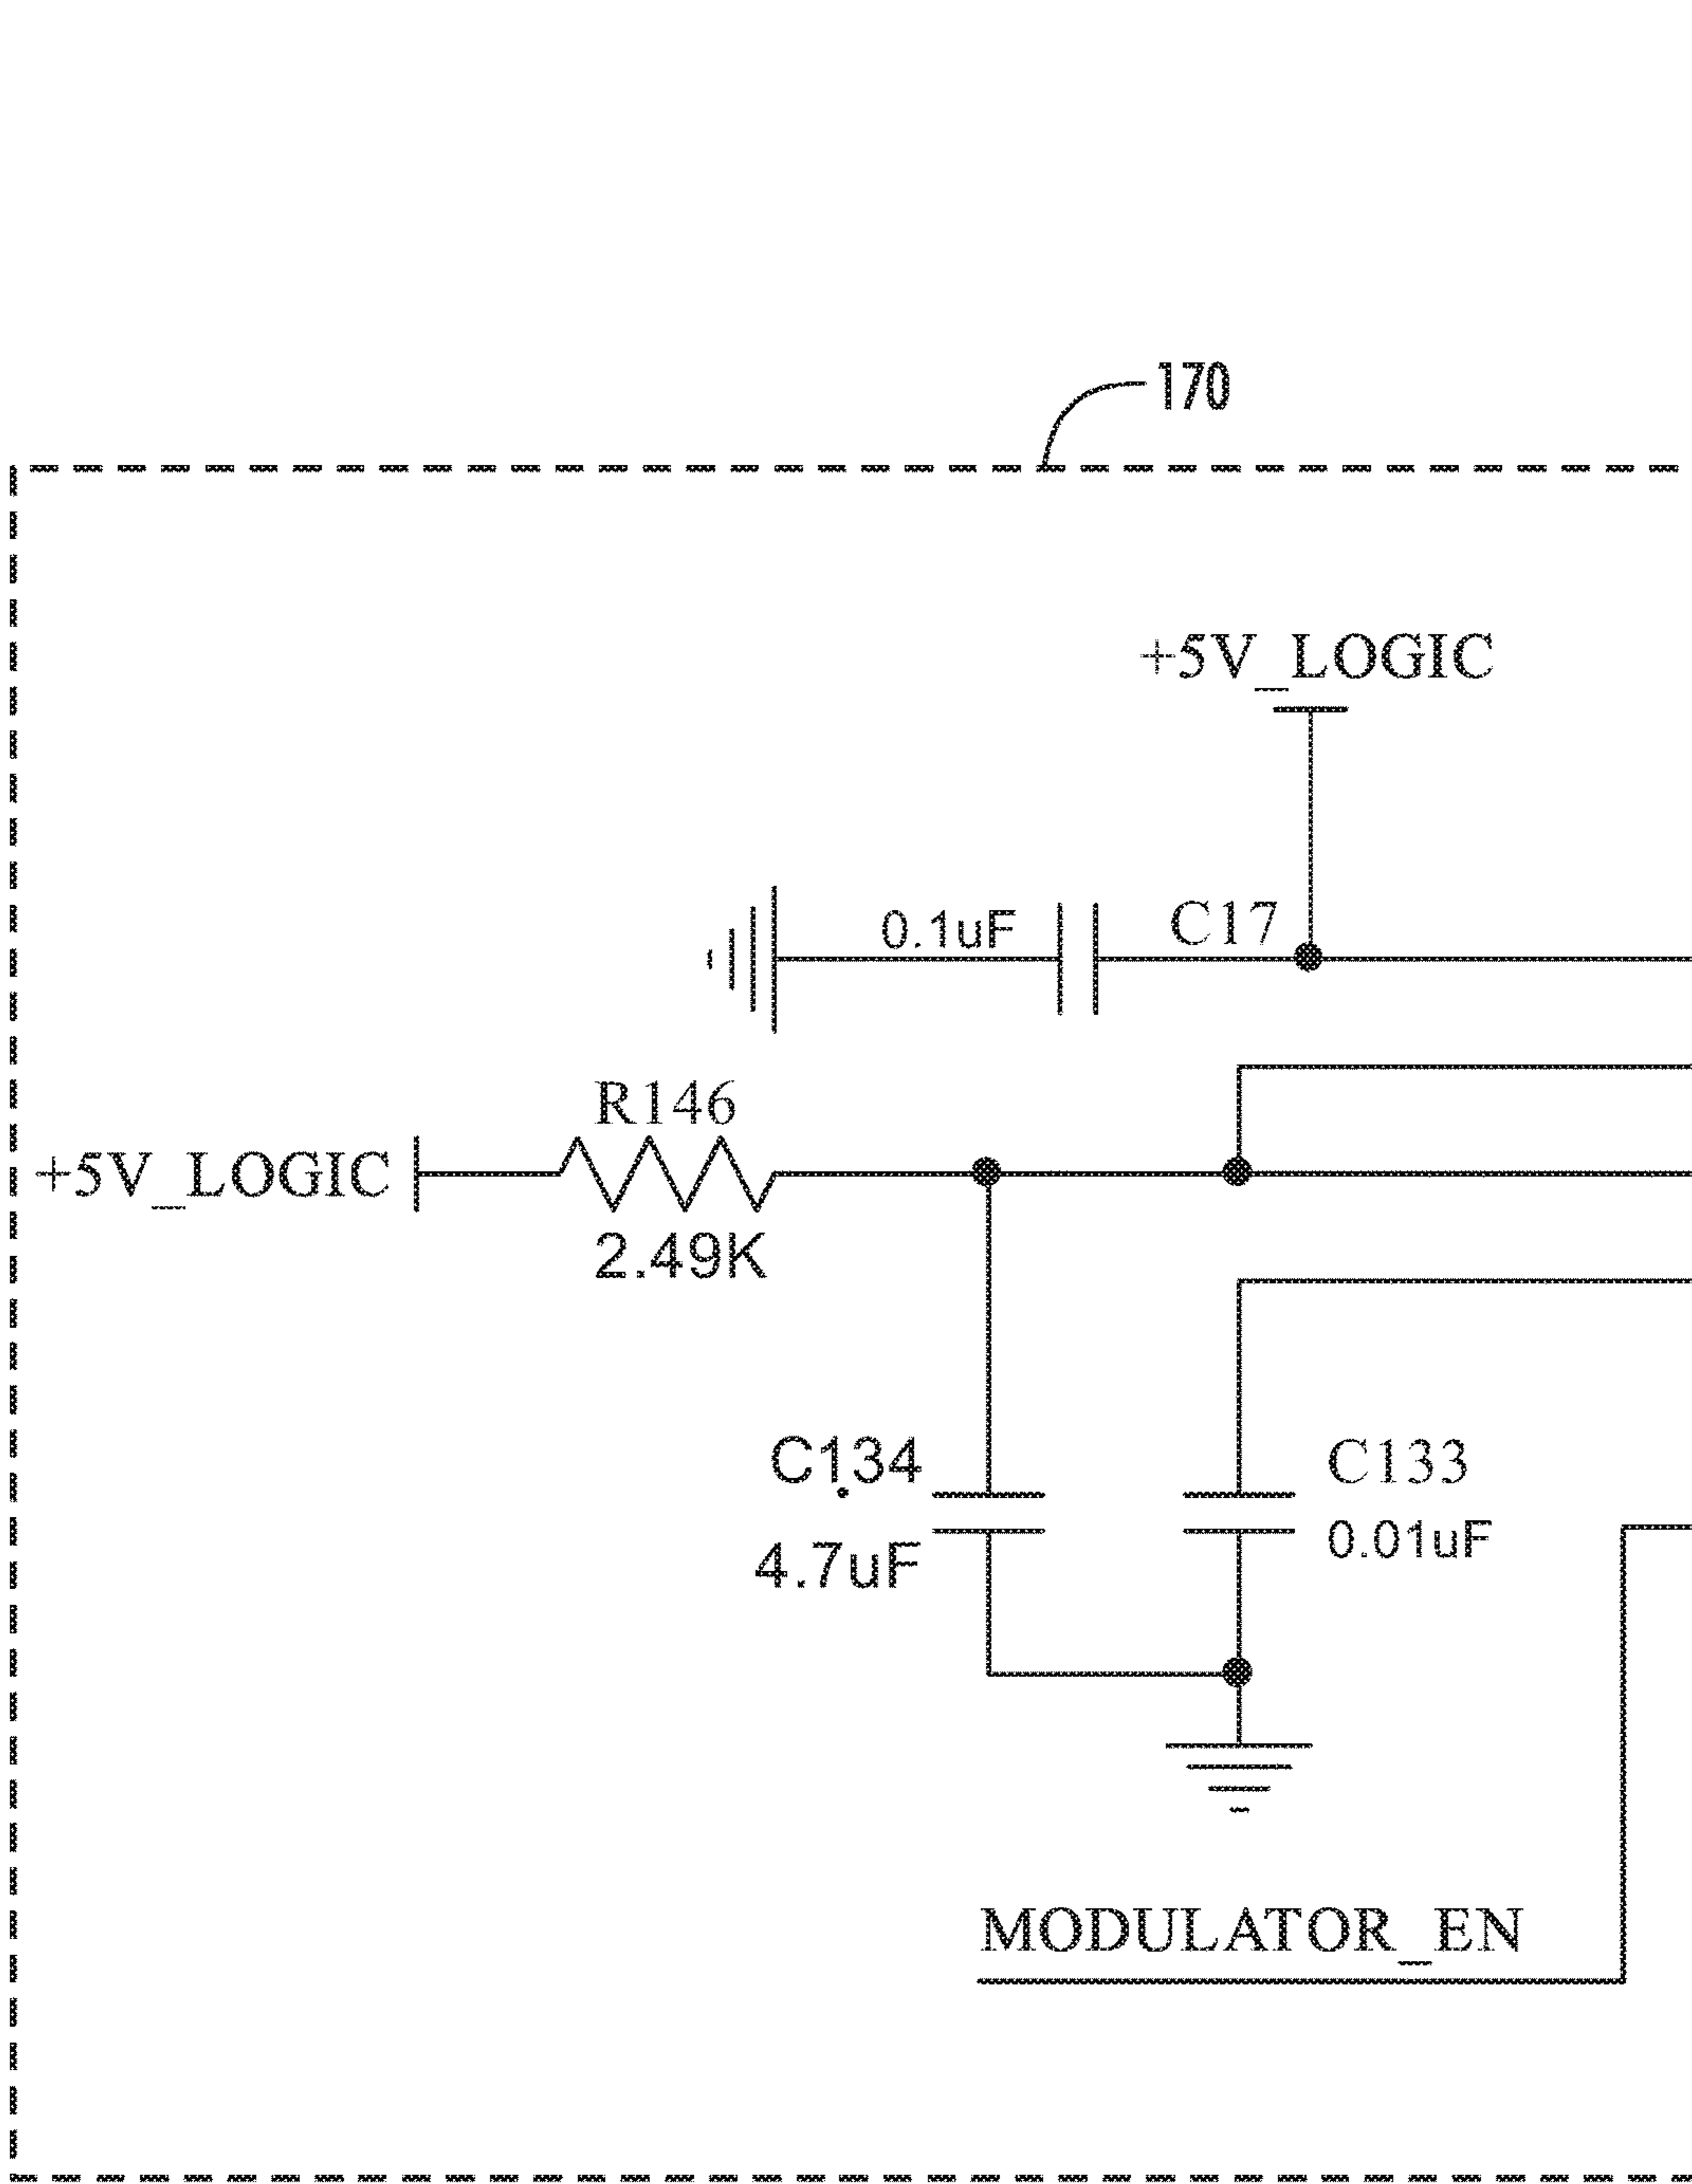 170
+5V_LOGIC
0.1uF
C17
R146
+5V_LOGIC
2.49K
C134
C133
4.7uF
0.01uF
MODULATOR_EN